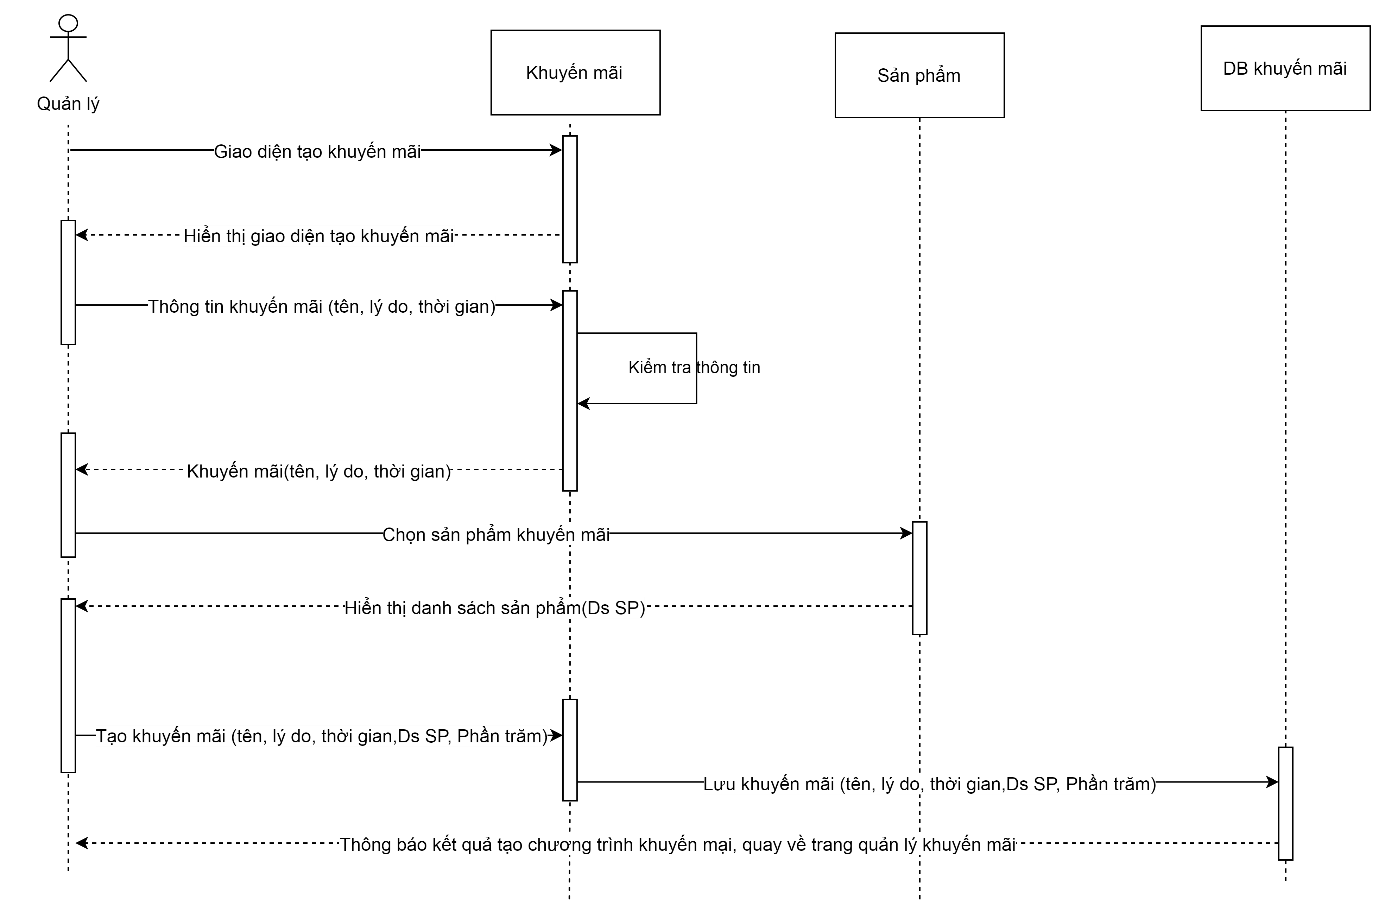 Quản lý
Khuyến mãi
Sản phẩm
DB khuyến mãi
Giao diện tạo khuyến mãi
Hiển thị giao diện tạo khuyến mãi
Thông tin khuyến mãi (tên, lý do, thời gian)
Kiểm tra thông tin
Khuyến mãi(tên, lý do, thời gian)
Chọn sản phẩm khuyến mãi
Hiển thị danh sách sản phẩm(Ds SP)
Tạo khuyến mãi (tên, lý do, thời gian,Ds SP, Phần trăm)
Lưu khuyến mãi (tên, lý do, thời gian,Ds SP, Phần trăm)
Thông báo kết quả tạo chương trình khuyến mại, quay về trang quản lý khuyến mãi